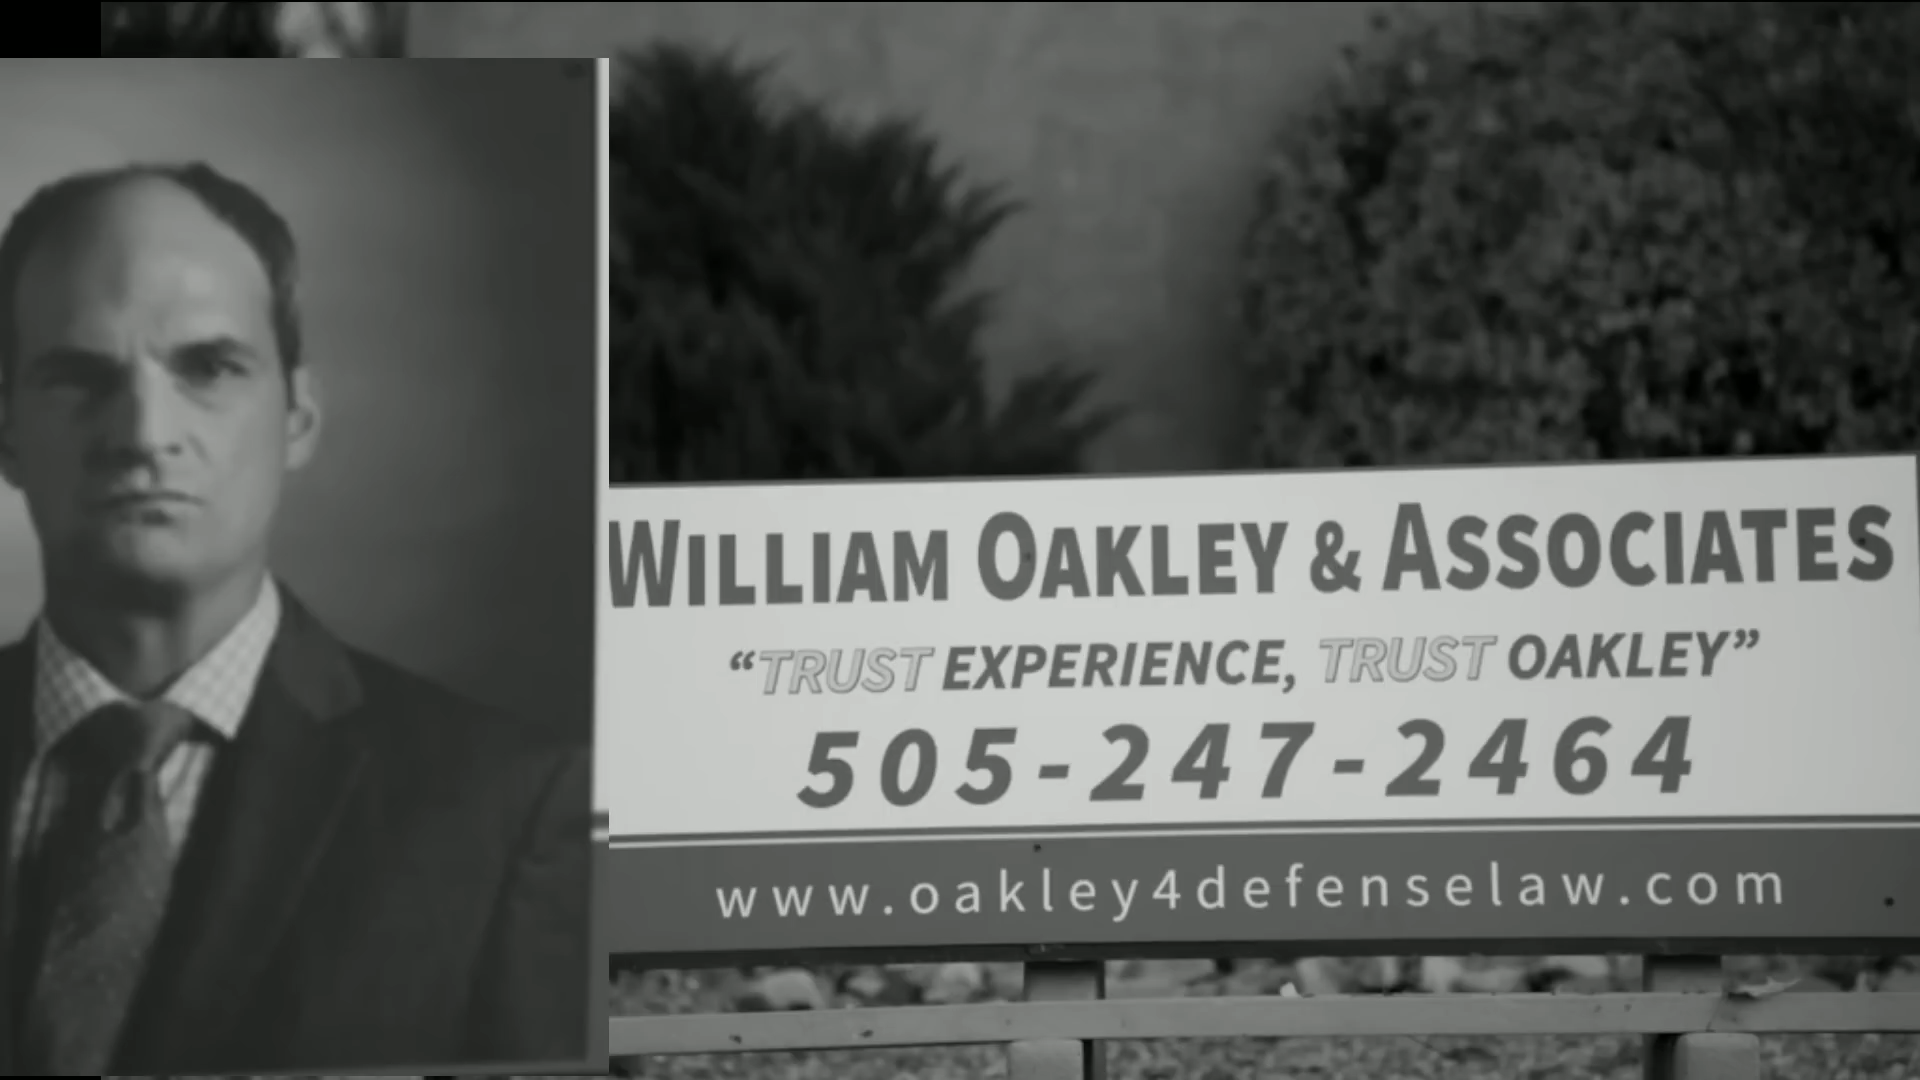 WILLIAM OAKLEY & ASSOCIATES
“TRUST EXPERIENCE, TRUST OAKLEY”
505-247-2464
www.oakley4defenselaw.com